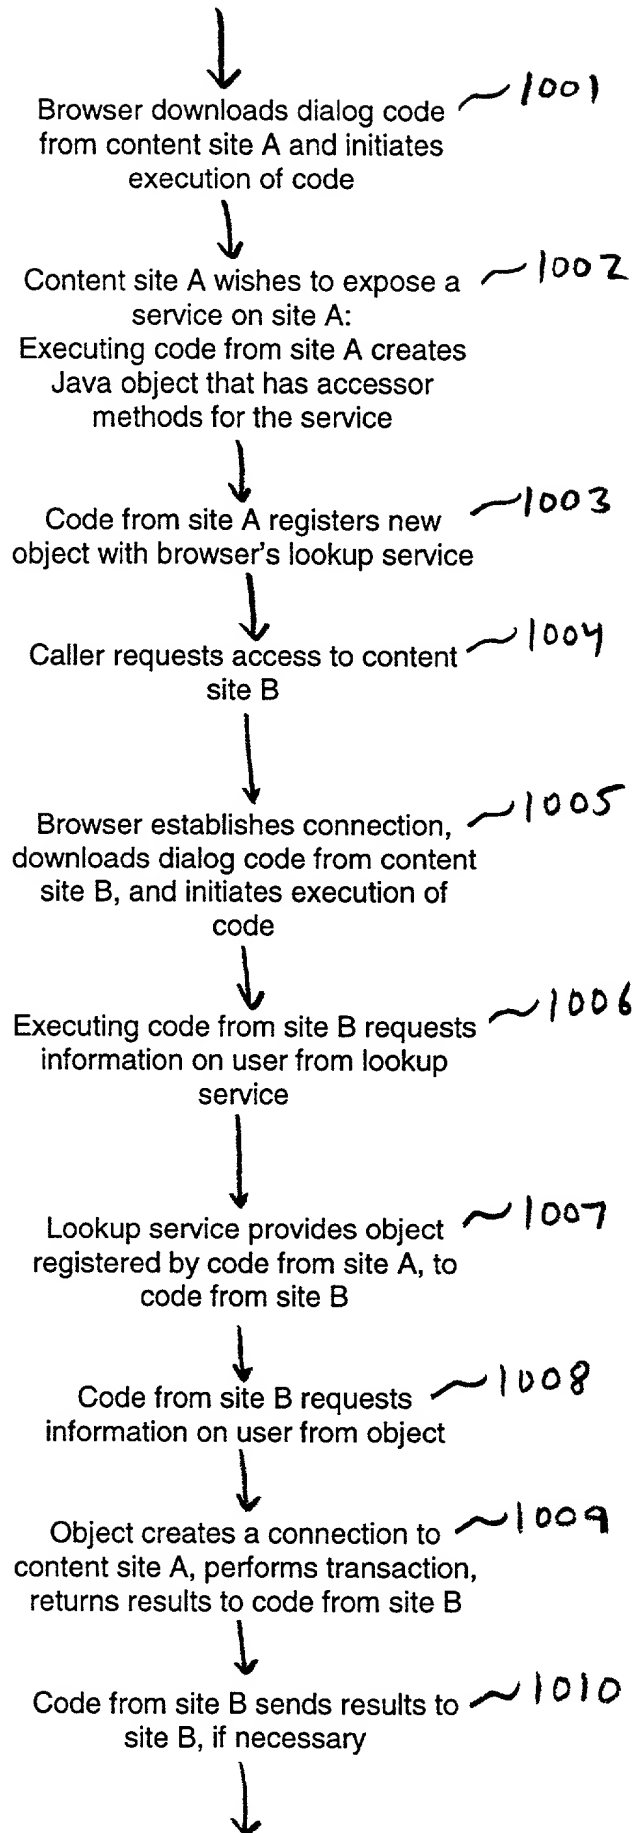 1001
Browser downloads dialog code
from content site A and initiates
execution of code
1002
Content site A wishes to expose a
service on site A:
Executing code from site A creates
Java object that has accessor
methods for the service
1003
Code from site A registers new
object with browser's lookup service
1004
Caller requests access to content
site B
1005
Browser establishes connection,
downloads dialog code from content
site B, and initiates execution of
code
1006
Executing code from site B requests
information on user from lookup
service
1007
Lookup service provides object
registered by code from site A, to
code from site B
1008
Code from site B requests
information on user from object
1009
Object creates a connection to
content site A, performs transaction,
returns results to code from site B
1010
Code from site B sends results to
site B, if necessary